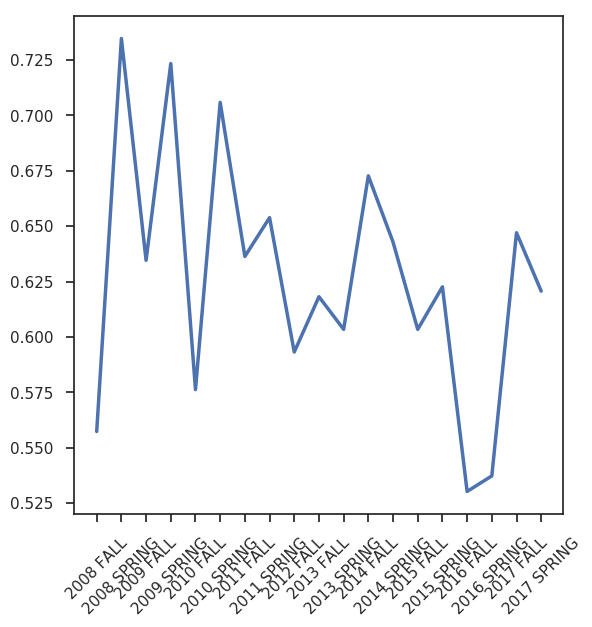 0.725
0.700
0.675
0.650
0.625
0.600
0.575
0.550
0.525
2008 FALL
2008 SPRING
2009 FALL
2009 SPRING
2010 FALL
2010 SPRING
2011 FALL
2011 SPRING
2012 FALL
2013 FALL
2013 SPRING
2014 FALL
2014 SPRING
2015 FALL
2015 SPRING
2016 FALL
2016 SPRING
2017 FALL
2017 SPRING